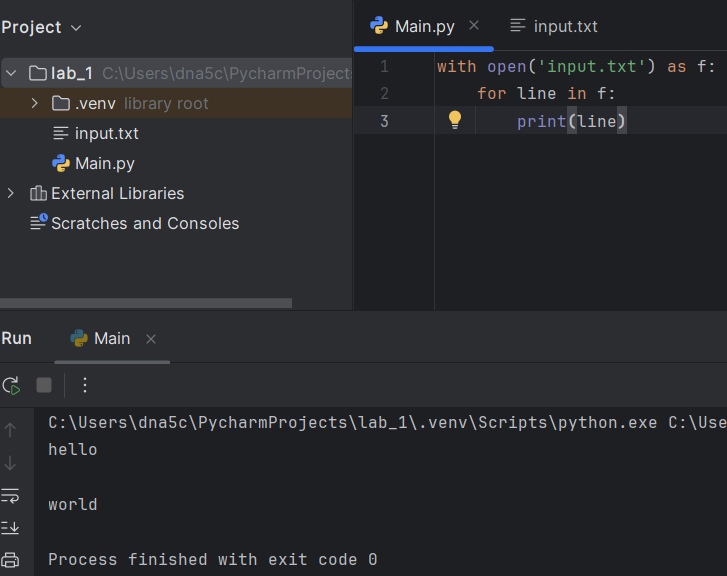 Project
Main.py
input.txt
lab_1 C:\Users\dna5c\PycharmProject
.venv library root
input.txt
Main.py
External Libraries
Scratches and Consoles
1 with open('input.txt') as f:
2 for line in f:
3 print(line)
Run
Main
C:\Users\dna5c\PycharmProjects\lab_1\.venv\Scripts\python.exe C:\Use
hello
world
Process finished with exit code 0